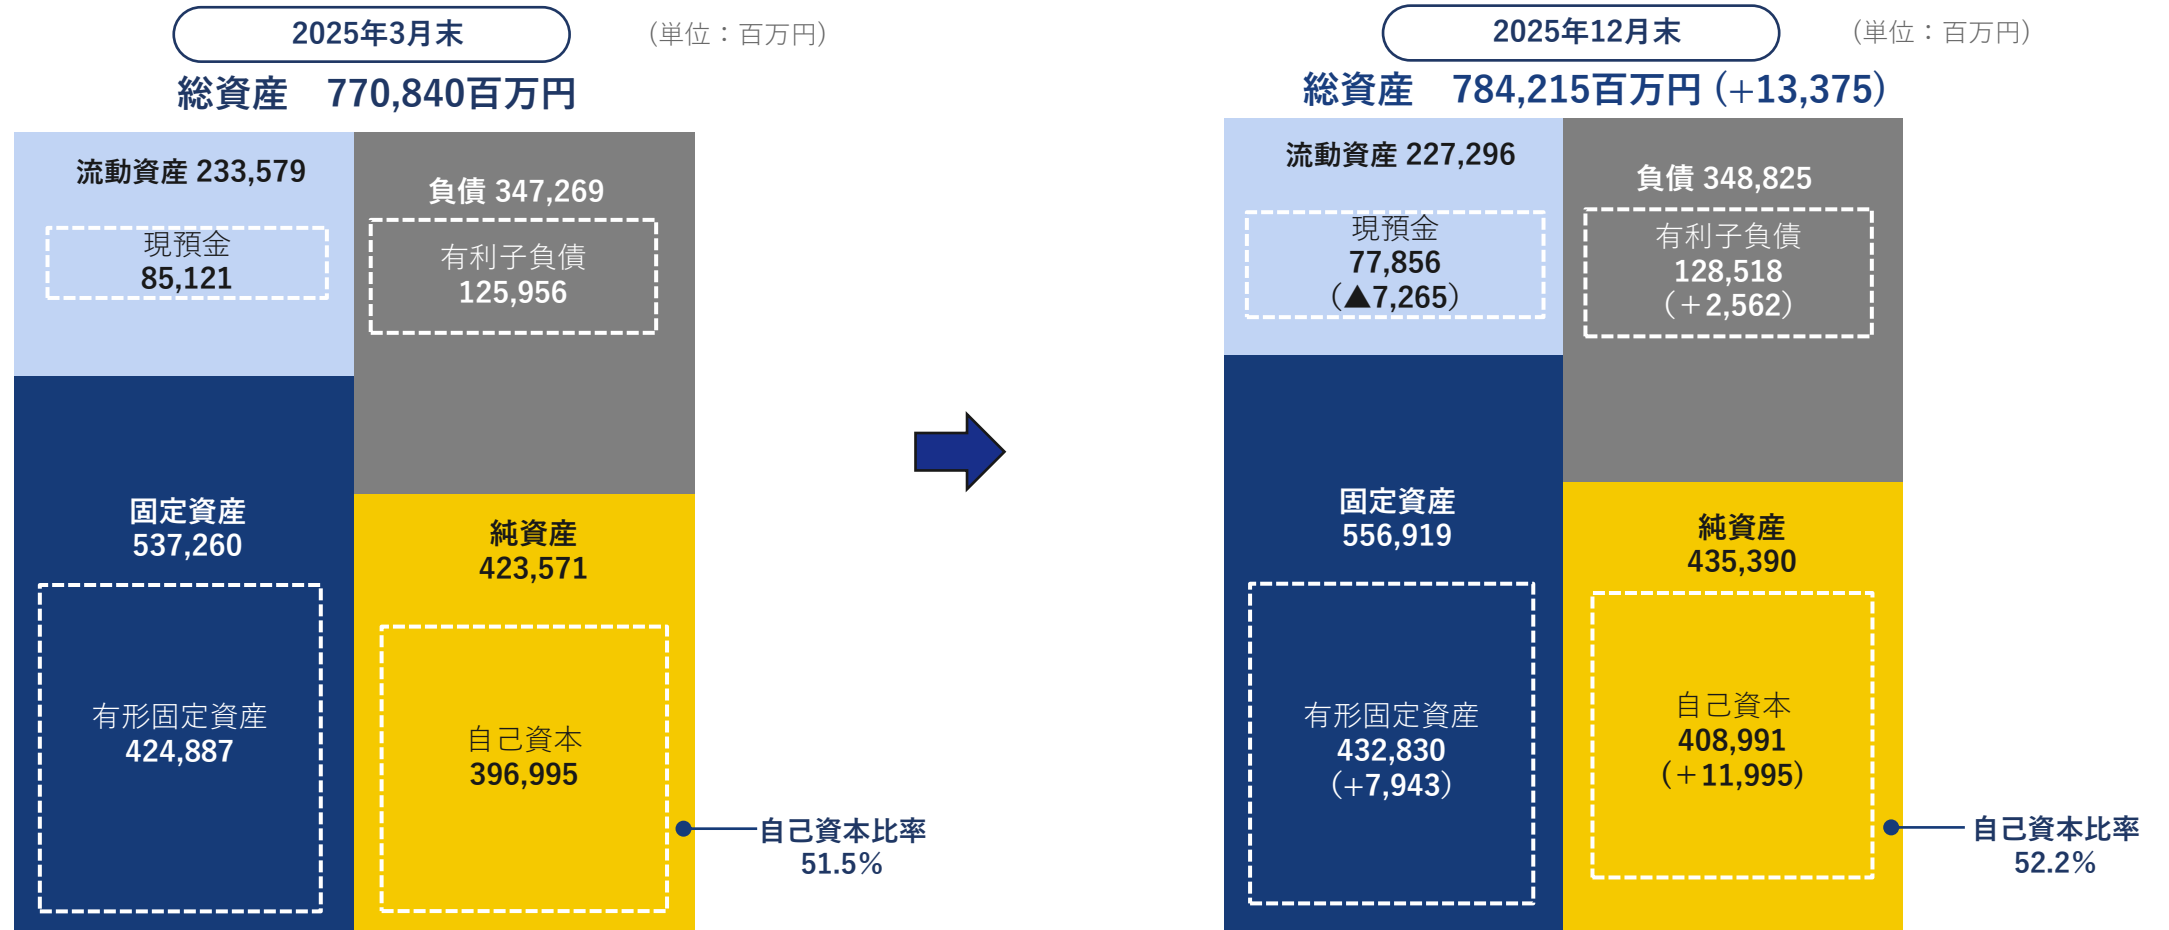 2025年3月末
(単位：百万円)
総資産　770,840百万円
流動資産 233,579
現預金
85,121
固定資産
537,260
有形固定資産
424,887
負債 347,269
有利子負債
125,956
純資産
423,571
自己資本
396,995
自己資本比率
51.5%
2025年12月末
(単位：百万円)
総資産　784,215百万円 (+13,375)
流動資産 227,296
現預金
77,856
(▲7,265)
固定資産
556,919
有形固定資産
432,830
(+7,943)
負債 348,825
有利子負債
128,518
(＋2,562)
純資産
435,390
自己資本
408,991
(＋11,995)
自己資本比率
52.2%